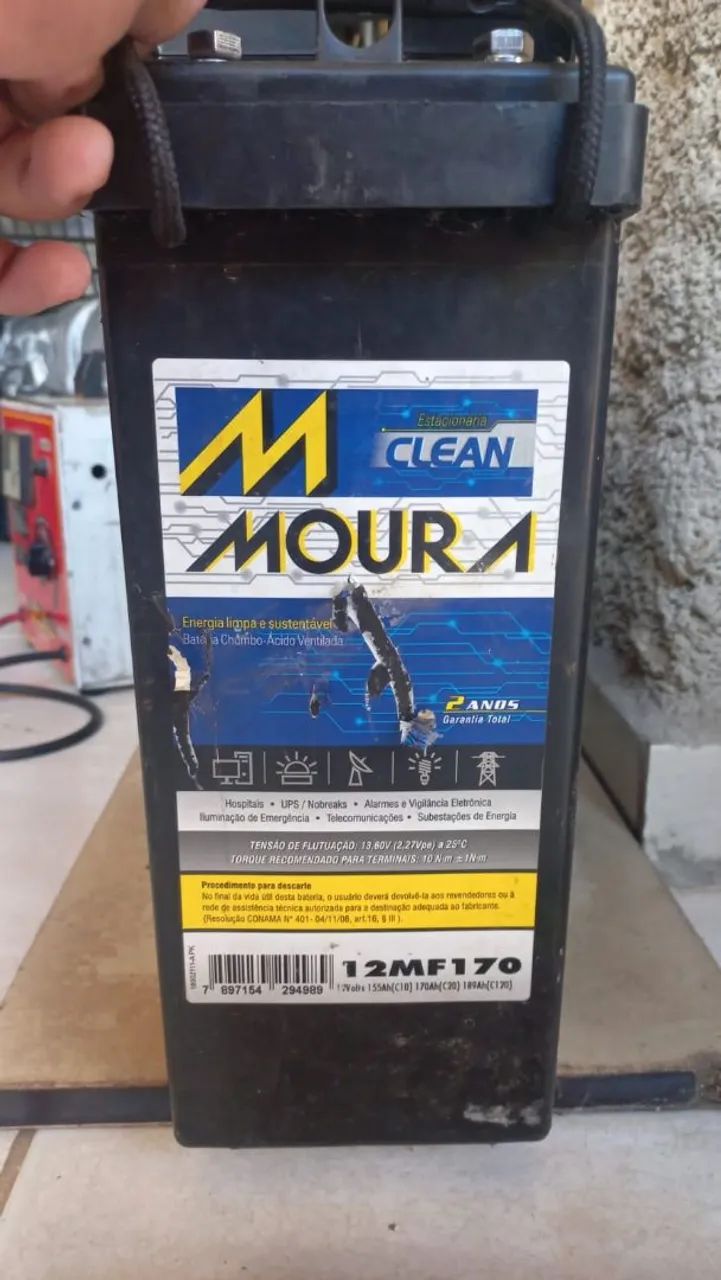 Estacionária
CLEAN
MOURA
Energia limpa e sustentável
Bateria Chumbo-Ácido Ventilada
2 ANOS
Garantia Total
Hospitais • UPS / Nobreaks • Alarmes e Vigilância Eletrônica
Iluminação de Emergência • Telecomunicações • Subestações de Energia
TENSÃO DE FLUTUAÇÃO: 13,60V (2,27Vpe) a 25°C
TORQUE RECOMENDADO PARA TERMINAIS: 10 N·m ±1N·m
Procedimento para descarte
No final da vida útil desta bateria, o usuário deverá devolvê-la aos revendedores ou à
rede de assistência técnica autorizada para a destinação adequada ao fabricante.
(Resolução CONAMA N° 401- 04/11/08, art.16, § III ).
12MF170
7 897154 294989
12Volts 155Ah(C10) 170Ah(C20) 189Ah(C120)